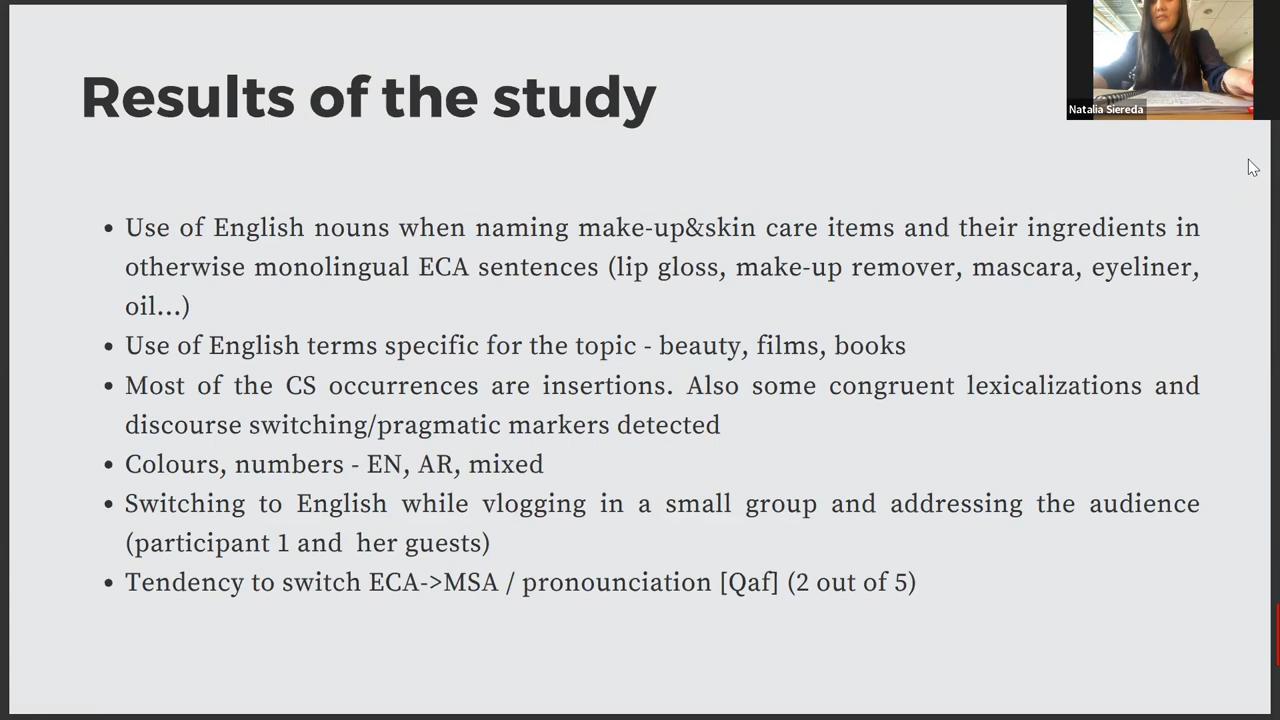 Results of the study
Natalia Siereda
• Use of English nouns when naming make-up&skin care items and their ingredients in
otherwise monolingual ECA sentences (lip gloss, make-up remover, mascara, eyeliner,
oil...)
• Use of English terms specific for the topic - beauty, films, books
• Most of the CS occurrences are insertions. Also some congruent lexicalizations and
discourse switching/pragmatic markers detected
• Colours, numbers - EN, AR, mixed
• Switching to English while vlogging in a small group and addressing the audience
(participant 1 and her guests)
• Tendency to switch ECA->MSA / pronounciation [Qaf] (2 out of 5)